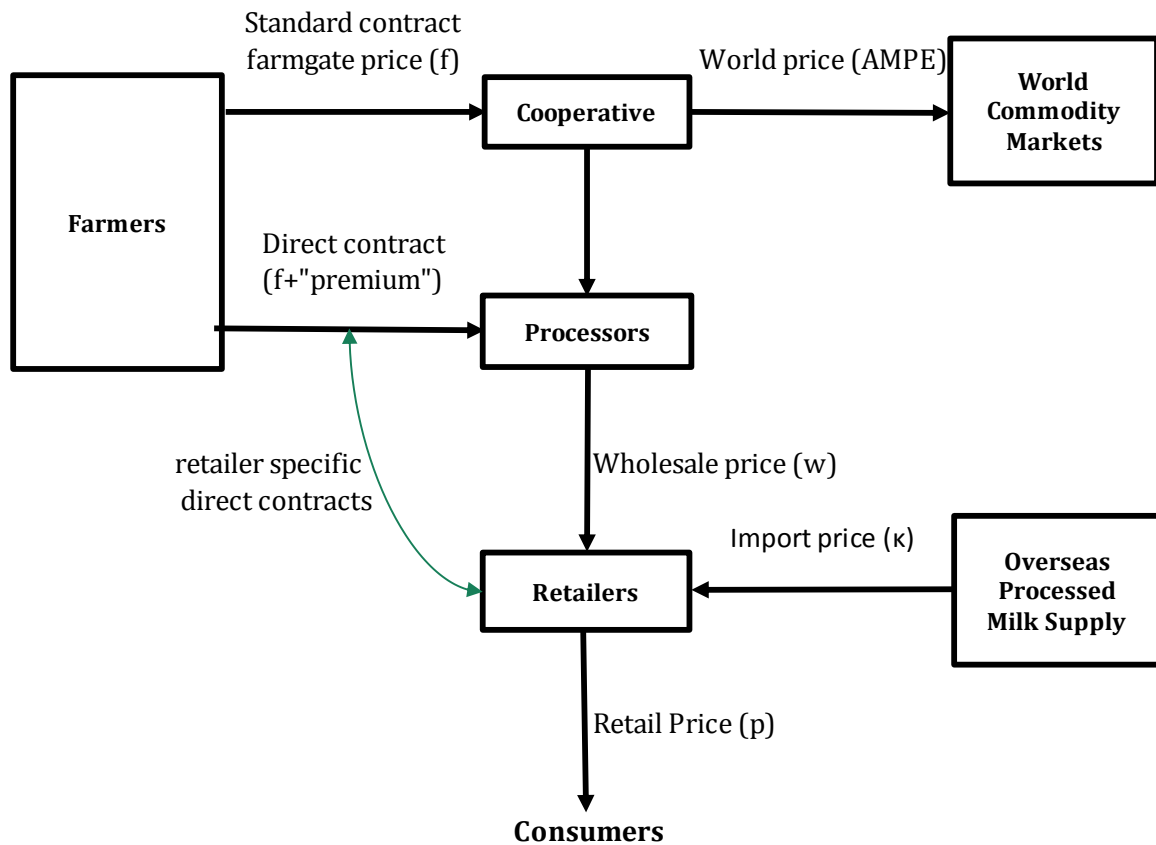 Standard contract
farmgate price (f)
World price (AMPE)
World
Commodity
Markets
Cooperative
Farmers
Direct contract
(f+"premium")
Processors
retailer specific
direct contracts
Wholesale price (w)
Import price (κ)
Overseas
Processed
Milk Supply
Retailers
Retail Price (p)
Consumers